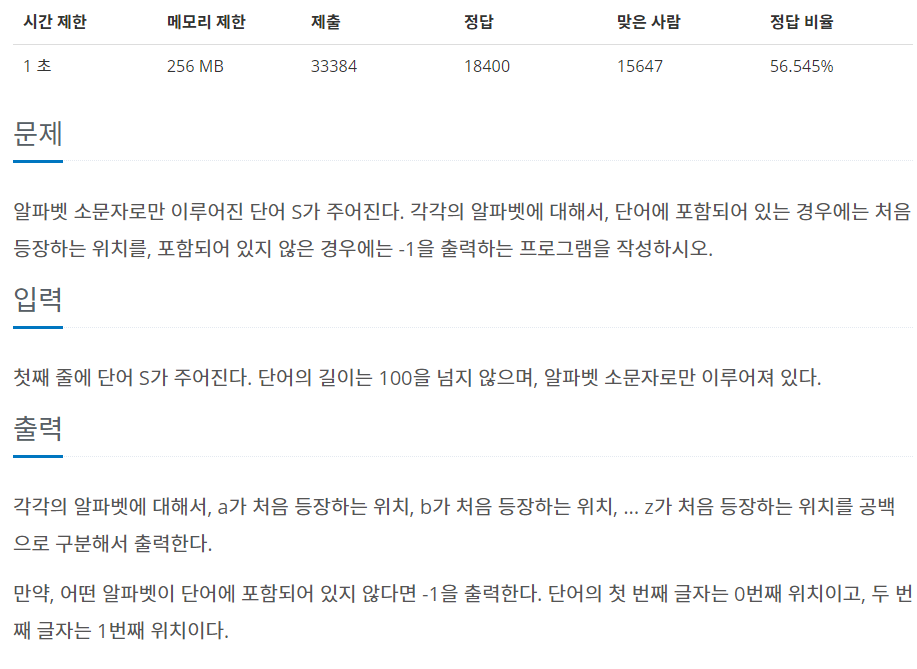 시간 제한 메모리 제한 제출 정답 맞은 사람 정답 비율
1 초 256 MB 33384 18400 15647 56.545%
문제
알파벳 소문자로만 이루어진 단어 S가 주어진다. 각각의 알파벳에 대해서, 단어에 포함되어 있는 경우에는 처음
등장하는 위치를, 포함되어 있지 않은 경우에는 -1을 출력하는 프로그램을 작성하시오.
입력
첫째 줄에 단어 S가 주어진다. 단어의 길이는 100을 넘지 않으며, 알파벳 소문자로만 이루어져 있다.
출력
각각의 알파벳에 대해서, a가 처음 등장하는 위치, b가 처음 등장하는 위치, ... z가 처음 등장하는 위치를 공백
으로 구분해서 출력한다.
만약, 어떤 알파벳이 단어에 포함되어 있지 않다면 -1을 출력한다. 단어의 첫 번째 글자는 0번째 위치이고, 두 번
째 글자는 1번째 위치이다.